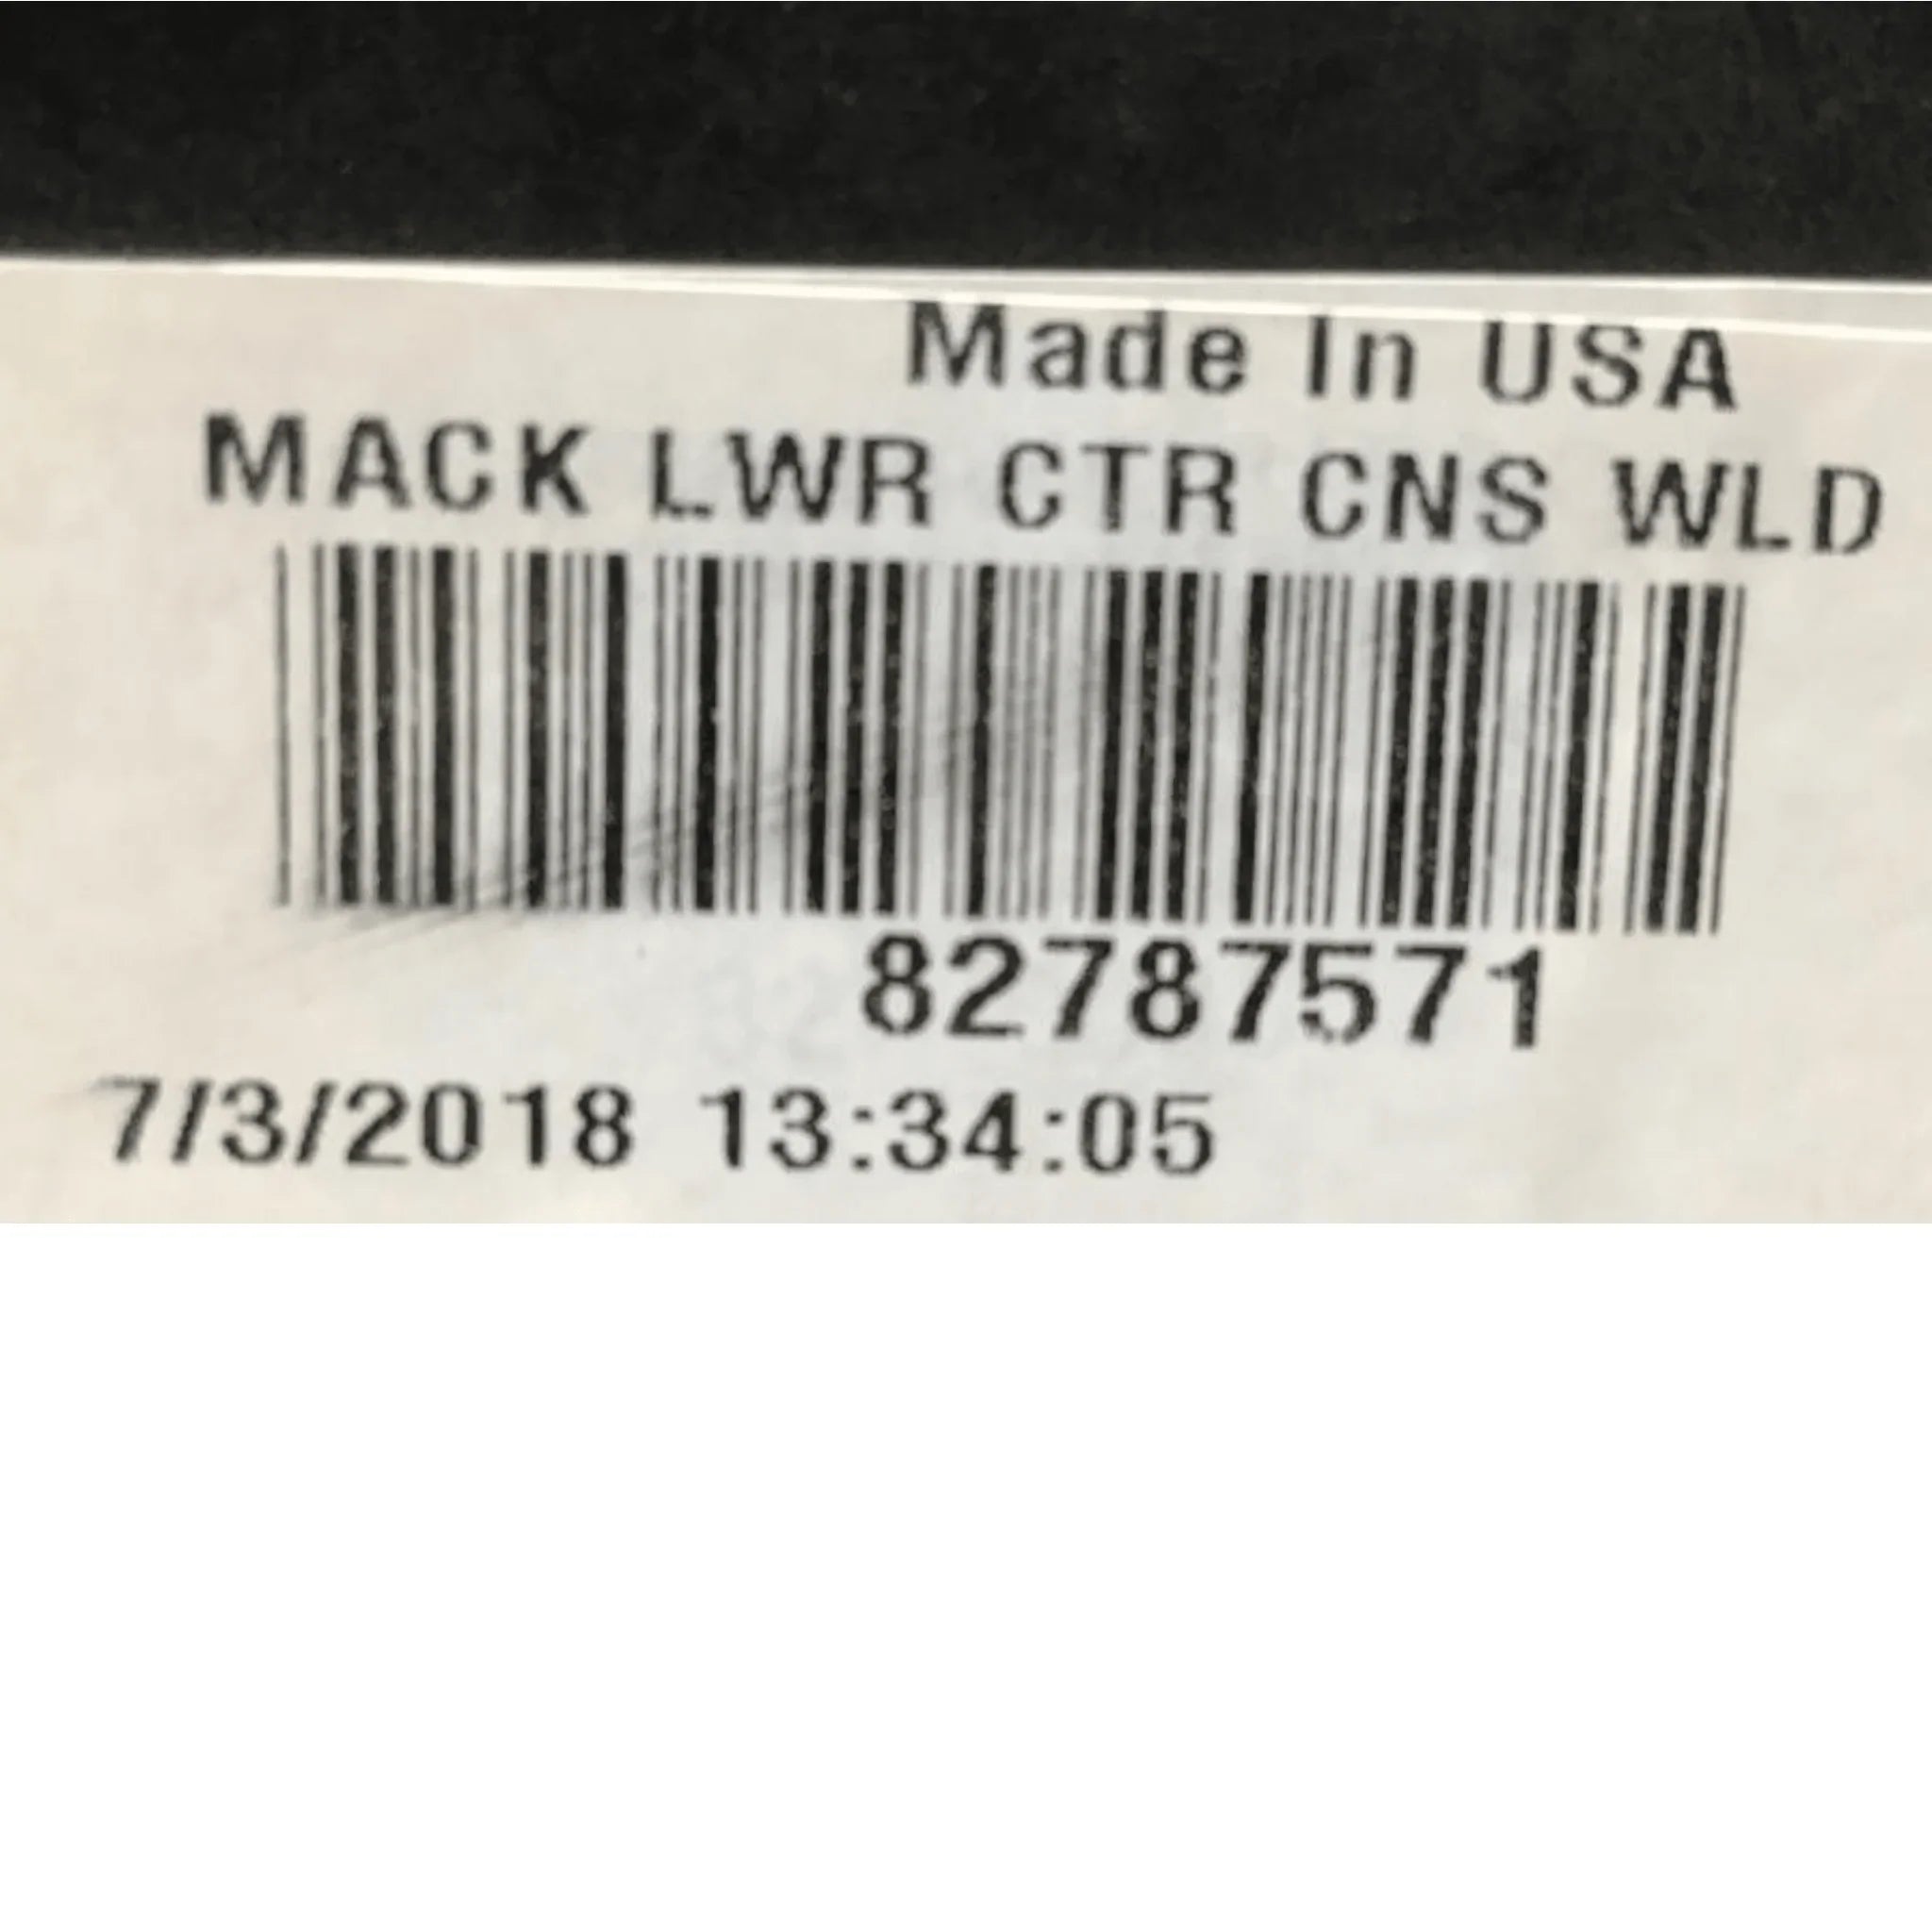 Made In USA
MACK LWR CTR CNS WLD
82787571
7/3/2018 13:34:05